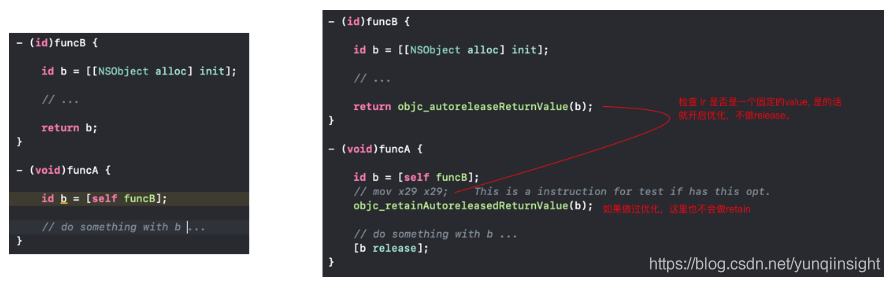 - (id)funcB {
id b = [[NSObject alloc] init];
// ...
return b;
}
- (void)funcA {
id b = [self funcB];
// do something with b ...
}
- (id)funcB {
id b = [[NSObject alloc] init];
// ...
return objc_autoreleaseReturnValue(b);
}
检查 lr 是否是一个固定的value, 是的话
就开启优化，不做release。
- (void)funcA {
id b = [self funcB];
// mov x29 x29; This is a instruction for test if has this opt.
objc_retainAutoreleasedReturnValue(b);
如果做过优化，这里也不会做retain
// do something with b ...
[b release];
}
https://blog.csdn.net/yunqiinsight